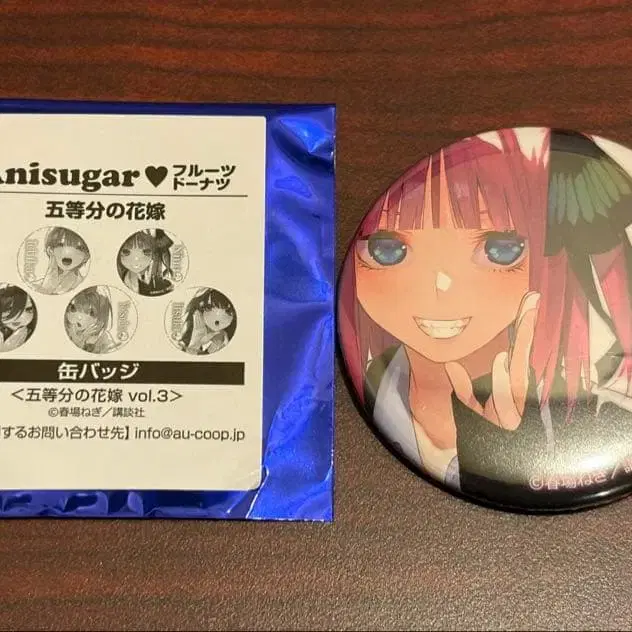 Anisugar♥フルーツ
ドーナツ
五等分の花嫁
Itsuki
缶バッジ
＜五等分の花嫁 vol.3＞
©春場ねぎ／講談社
するお問い合わせ先】info@au-coop.jp
©春場ねぎ／